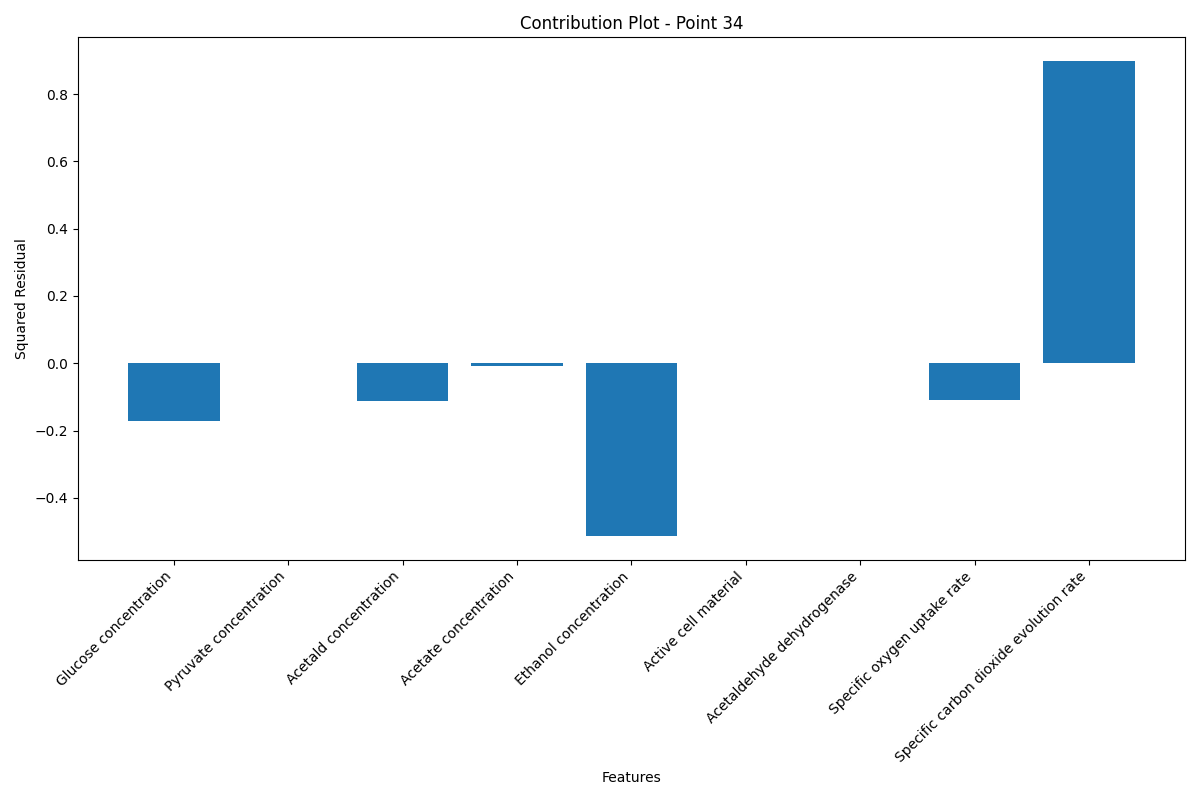 Contribution Plot - Point 34
Squared Residual
0.8
0.6
0.4
0.2
0.0
−0.2
−0.4
Glucose concentration
Pyruvate concentration
Acetald concentration
Acetate concentration
Ethanol concentration
Active cell material
Acetaldehyde dehydrogenase
Specific oxygen uptake rate
Specific carbon dioxide evolution rate
Features